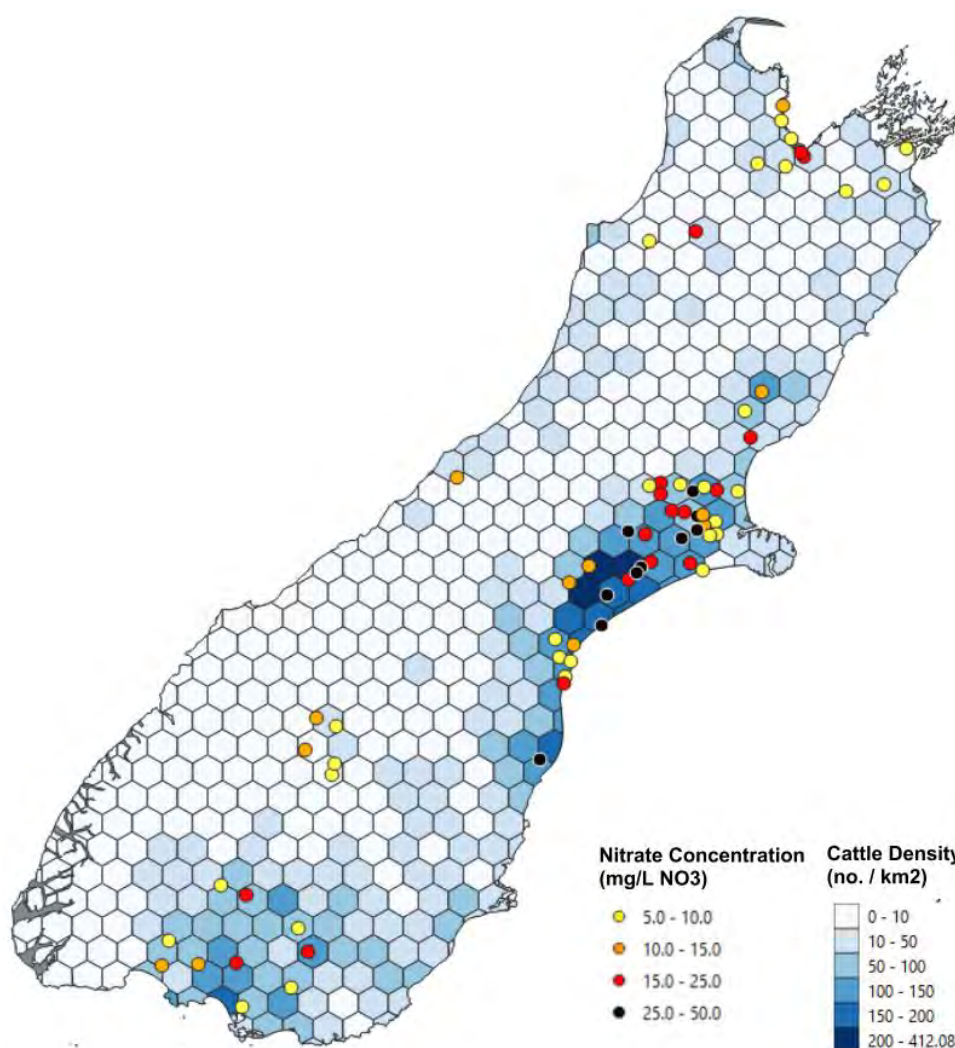 Nitrate Concentration
(mg/L NO3)
5.0 - 10.0
10.0 - 15.0
15.0 - 25.0
25.0 - 50.0
Cattle Density
(no. / km2)
0 - 10
10 - 50
50 - 100
100 - 150
150 - 200
200 - 412.08